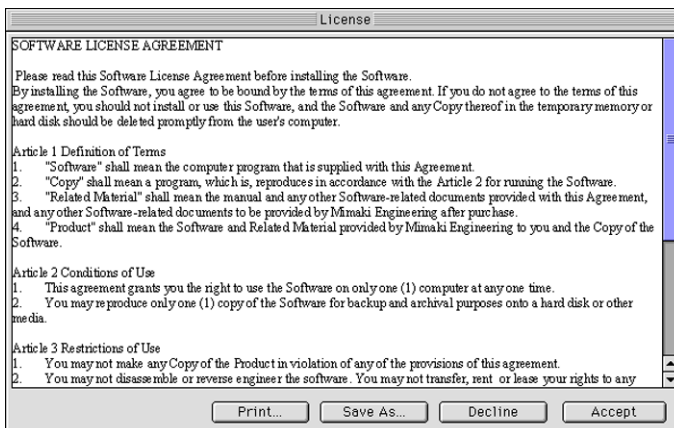 License
SOFTWARE LICENSE AGREEMENT
Please read this Software License Agreement before installing the Software.
By installing the Software, you agree to be bound by the terms of this agreement. If you do not agree to the terms of this
agreement, you should not install or use this Software, and the Software and any Copy thereof in the temporary memory or
hard disk should be deleted promptly from the user's computer.
Article 1 Definition of Terms
1. "Software" shall mean the computer program that is supplied with this Agreement.
2. "Copy" shall mean a program, which is, reproduces in accordance with the Article 2 for running the Software.
3. "Related Material" shall mean the manual and any other Software-related documents provided with this Agreement,
and any other Software-related documents to be provided by Mimaki Engineering after purchase.
4. "Product" shall mean the Software and Related Material provided by Mimaki Engineering to you and the Copy of the
Software.
Article 2 Conditions of Use
1. This agreement grants you the right to use the Software on only one (1) computer at any one time.
2. You may reproduce only one (1) copy of the Software for backup and archival purposes onto a hard disk or other
media.
Article 3 Restrictions of Use
1. You may not make any Copy of the Product in violation of any of the provisions of this agreement.
2. You may not disassemble or reverse engineer the software. You may not transfer, rent or lease your rights to any
Print... Save As... Decline Accept